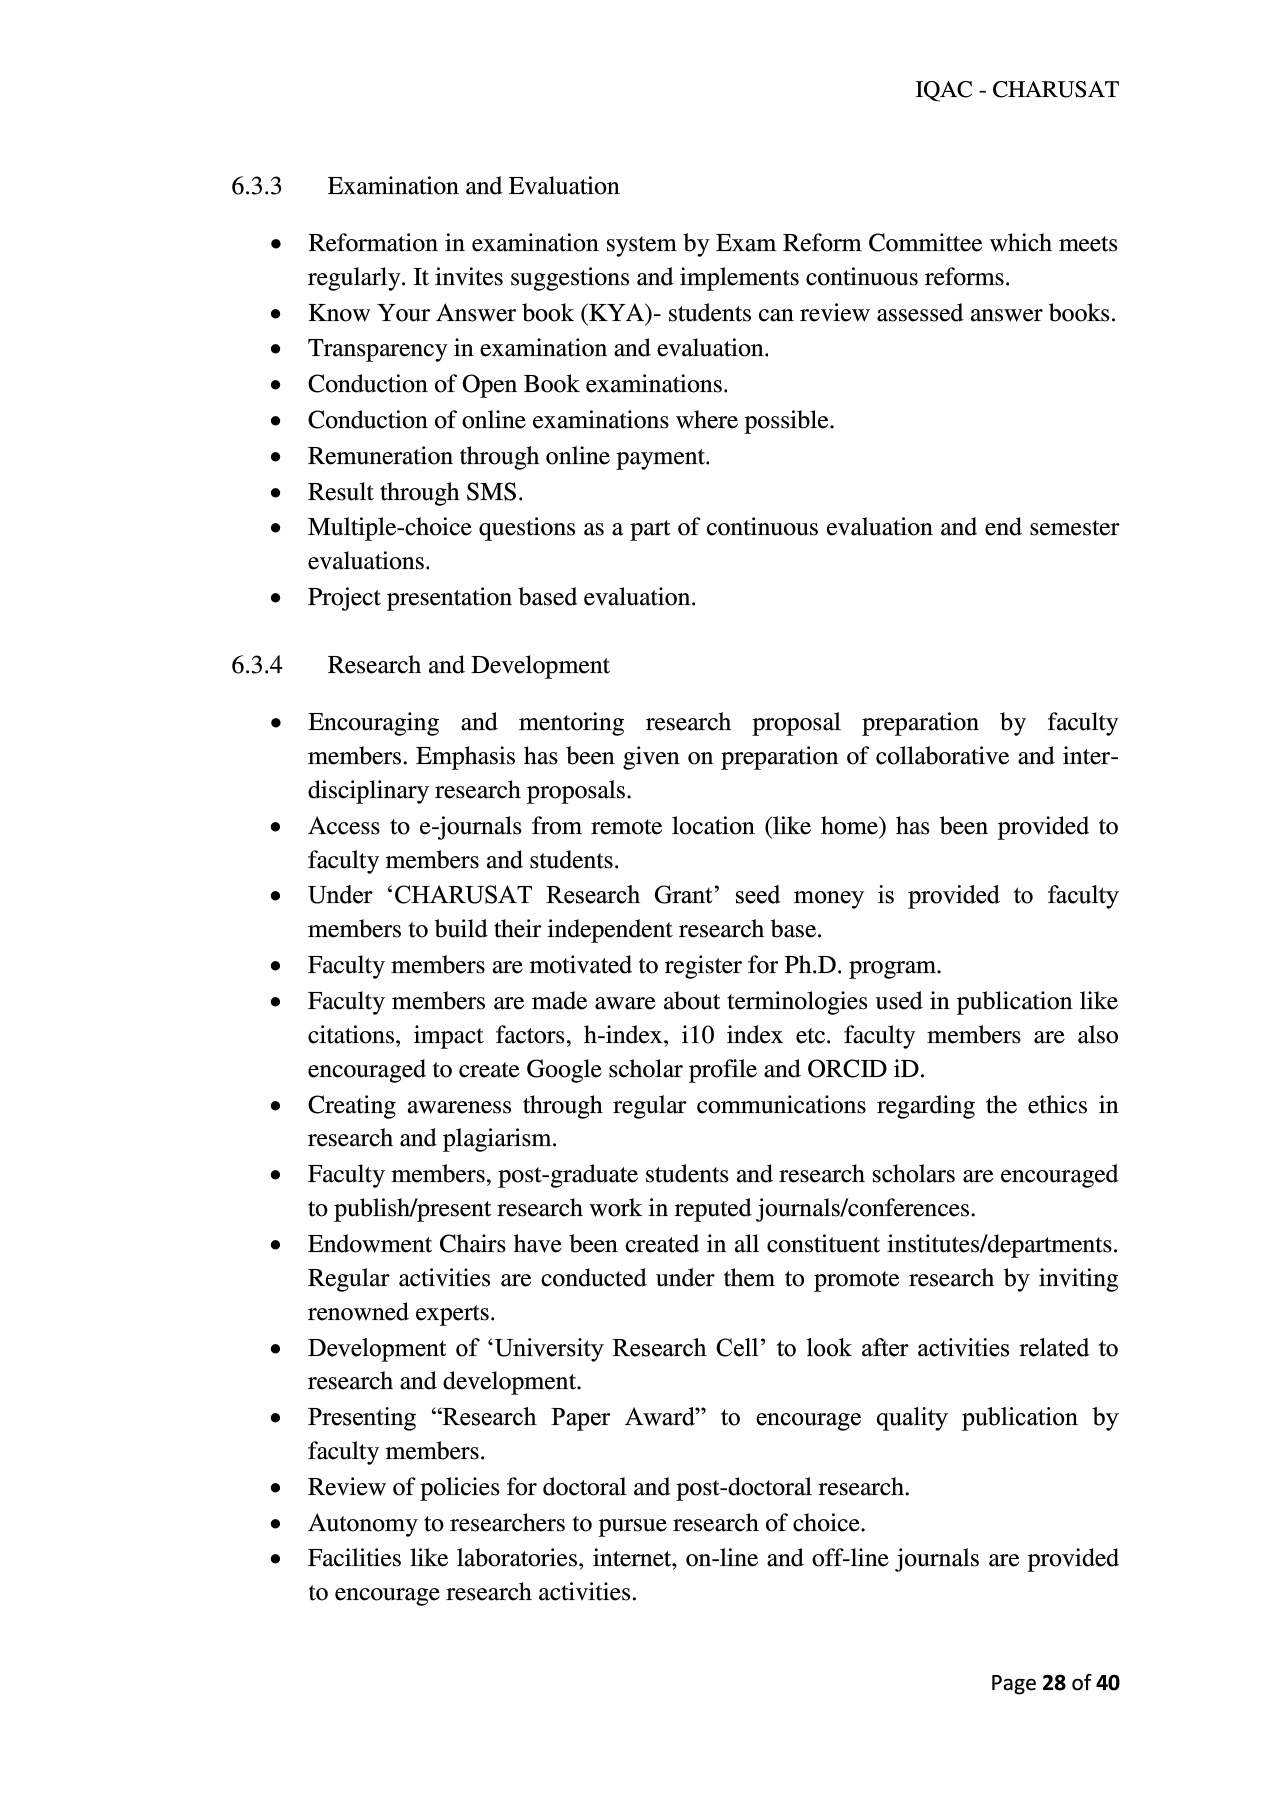 IQAC - CHARUSAT
6.3.3 Examination and Evaluation
• Reformation in examination system by Exam Reform Committee which meets
regularly. It invites suggestions and implements continuous reforms.
• Know Your Answer book (KYA)- students can review assessed answer books.
• Transparency in examination and evaluation.
• Conduction of Open Book examinations.
• Conduction of online examinations where possible.
• Remuneration through online payment.
• Result through SMS.
• Multiple-choice questions as a part of continuous evaluation and end semester
evaluations.
• Project presentation based evaluation.
6.3.4 Research and Development
• Encouraging and mentoring research proposal preparation by faculty
members. Emphasis has been given on preparation of collaborative and inter-
disciplinary research proposals.
• Access to e-journals from remote location (like home) has been provided to
faculty members and students.
• Under ‘CHARUSAT Research Grant’ seed money is provided to faculty
members to build their independent research base.
• Faculty members are motivated to register for Ph.D. program.
• Faculty members are made aware about terminologies used in publication like
citations, impact factors, h-index, i10 index etc. faculty members are also
encouraged to create Google scholar profile and ORCID iD.
• Creating awareness through regular communications regarding the ethics in
research and plagiarism.
• Faculty members, post-graduate students and research scholars are encouraged
to publish/present research work in reputed journals/conferences.
• Endowment Chairs have been created in all constituent institutes/departments.
Regular activities are conducted under them to promote research by inviting
renowned experts.
• Development of ‘University Research Cell’ to look after activities related to
research and development.
• Presenting “Research Paper Award” to encourage quality publication by
faculty members.
• Review of policies for doctoral and post-doctoral research.
• Autonomy to researchers to pursue research of choice.
• Facilities like laboratories, internet, on-line and off-line journals are provided
to encourage research activities.
Page 28 of 40